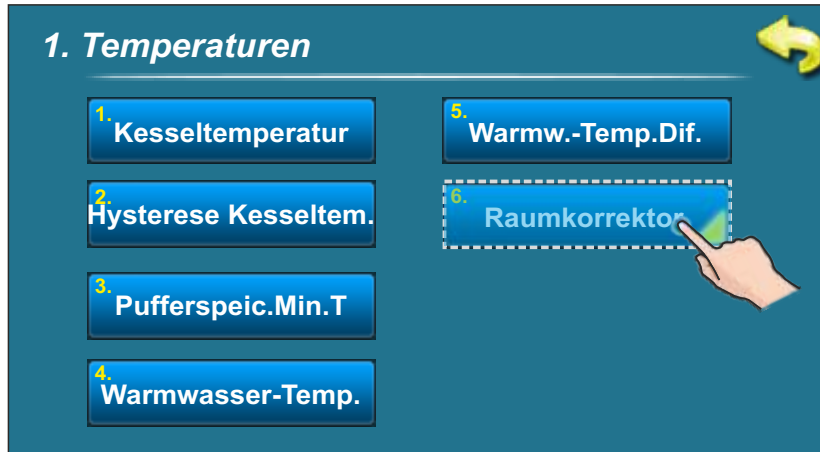 1. Temperaturen
1.
Kesseltemperatur
2.
Hysterese Kesseltem.
3.
Pufferspeic.Min.T
4.
Warmwasser-Temp.
5.
Warmw.-Temp.Dif.
6.
Raumkorrektor